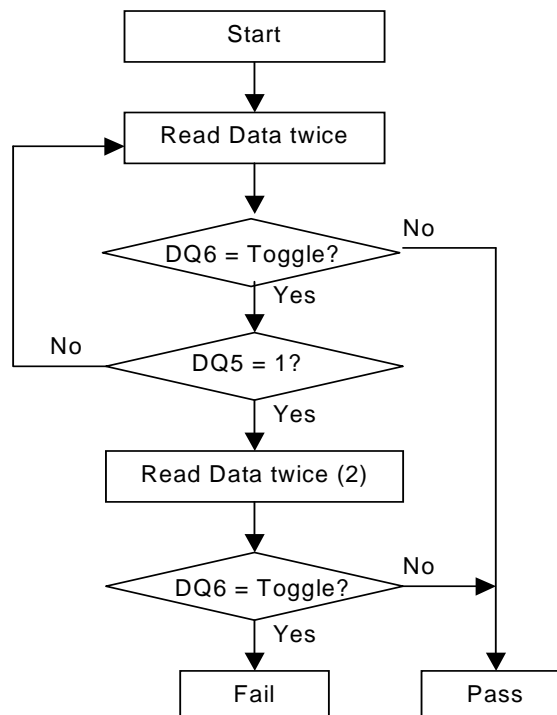 Start
Read Data twice
No
DQ6 = Toggle?
Yes
No
DQ5 = 1?
Yes
Read Data twice (2)
No
DQ6 = Toggle?
Yes
Fail
Pass